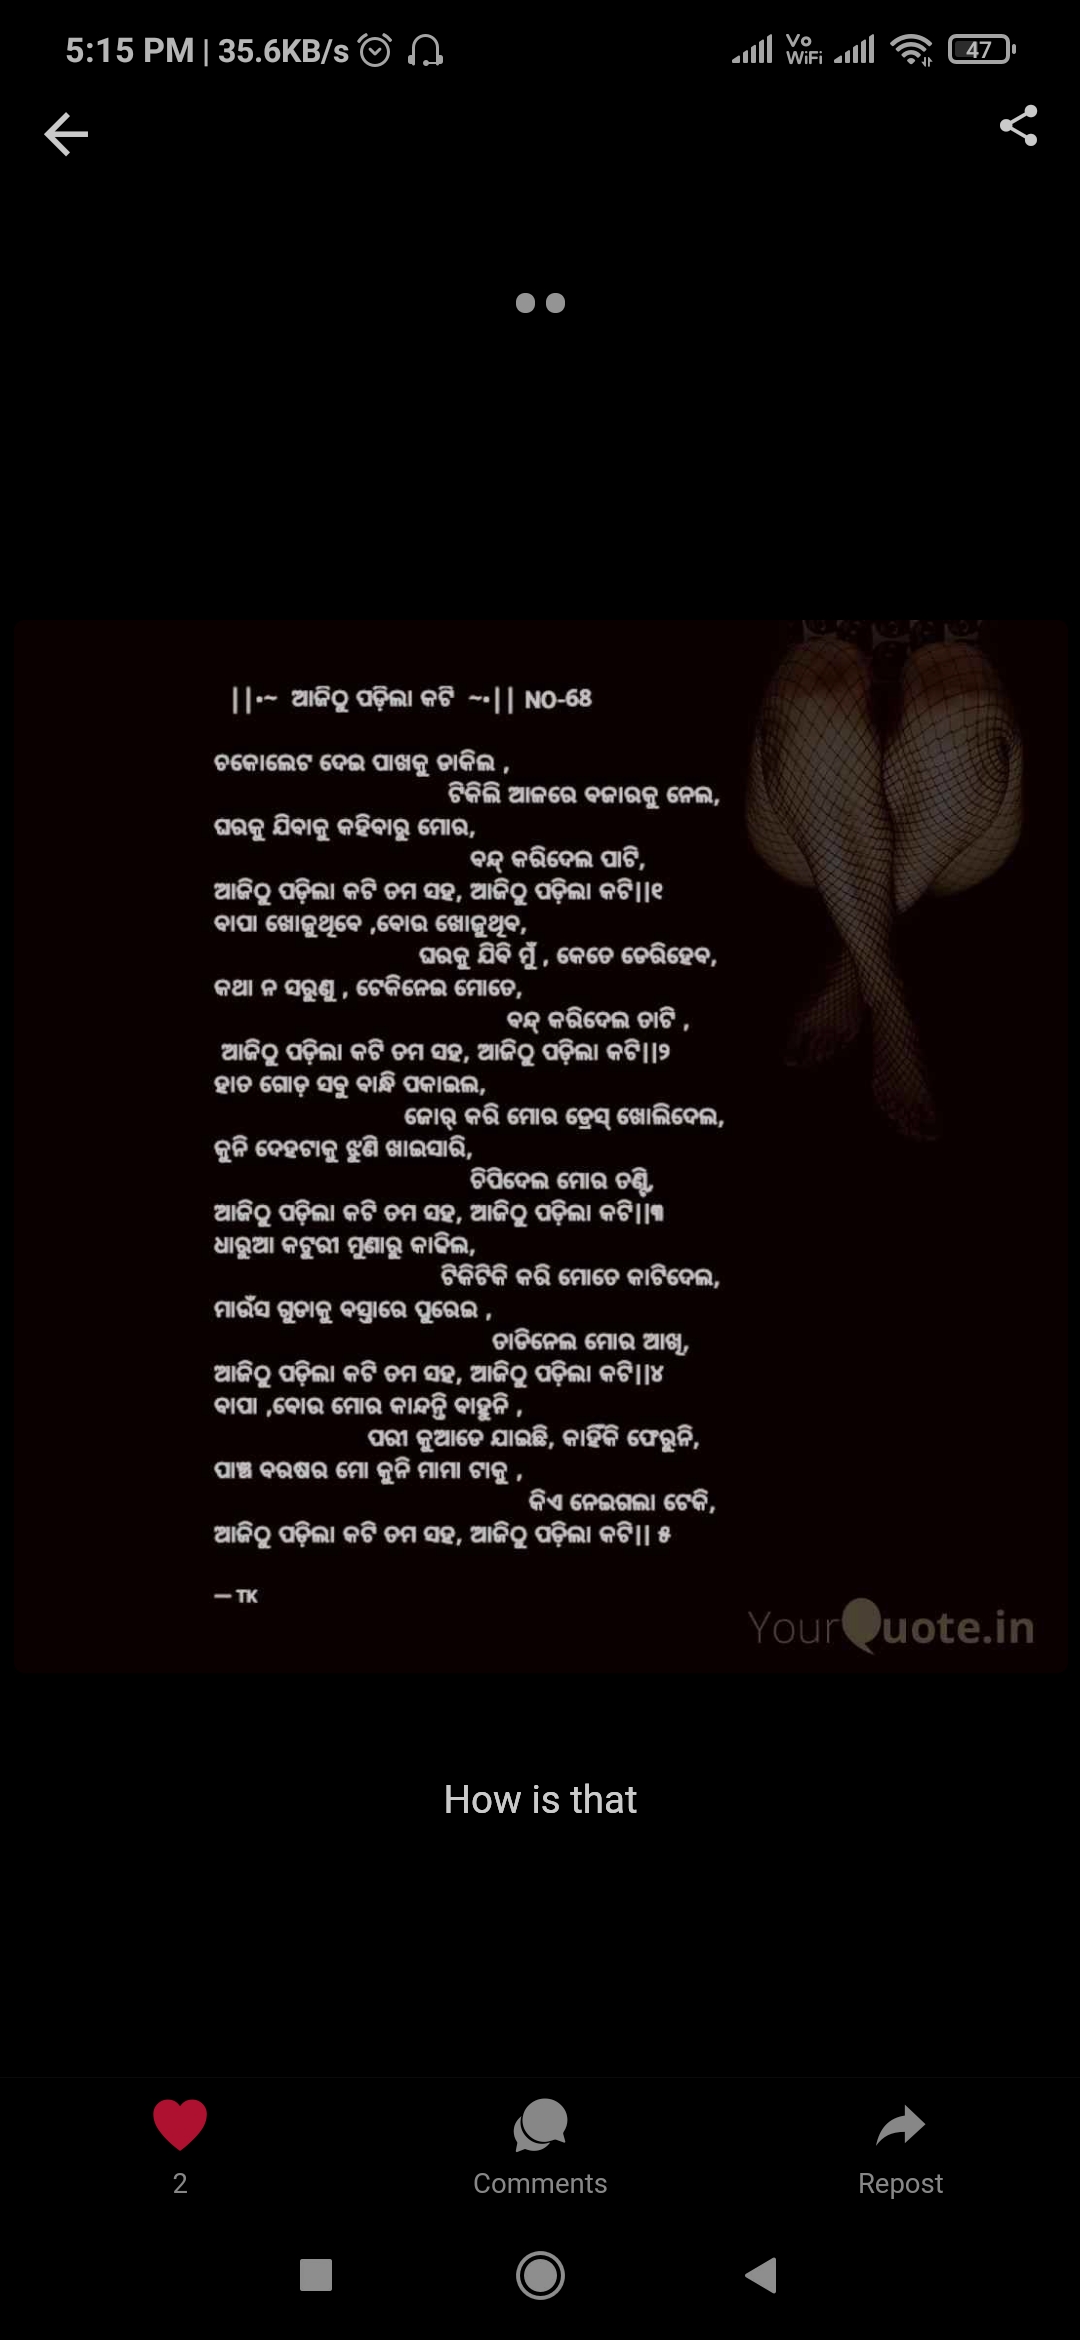 5:15 PM | 35.6KB/s
Vo WiFi
47
||•~ ଆଜିଠୁ ପଡ଼ିଲା କଟି ~•|| NO-68
ଚକୋଲେଟ ଦେଇ ପାଖକୁ ଡାକିଲ ,
ଟିକିଲି ଆଳରେ ବଜାରକୁ ନେଲ,
ଘରକୁ ଯିବାକୁ କହିବାରୁ ମୋର,
ବନ୍ଦ୍ କରିଦେଲ ପାଟି,
ଆଜିଠୁ ପଡ଼ିଲା କଟି ତମ ସହ, ଆଜିଠୁ ପଡ଼ିଲା କଟି||୧
ବାପା ଖୋଜୁଥିବେ ,ବୋଉ ଖୋଜୁଥିବ,
ଘରକୁ ଯିବି ମୁଁ , କେତେ ଡେରିହେବ,
କଥା ନ ସରୁଣୁ , ଟେକିନେଇ ମୋତେ,
ବନ୍ଦ୍ କରିଦେଲ ତାଟି ,
ଆଜିଠୁ ପଡ଼ିଲା କଟି ତମ ସହ, ଆଜିଠୁ ପଡ଼ିଲା କଟି||୨
ହାତ ଗୋଡ଼ ସବୁ ବାନ୍ଧି ପକାଇଲ,
ଜୋର୍ କରି ମୋର ଡ୍ରେସ୍ ଖୋଲିଦେଲ,
କୁନି ଦେହଟାକୁ ଝୁଣି ଖାଇସାରି,
ଚିପିଦେଲ ମୋର ତଣ୍ଟି,
ଆଜିଠୁ ପଡ଼ିଲା କଟି ତମ ସହ, ଆଜିଠୁ ପଡ଼ିଲା କଟି||୩
ଧାରୁଆ କଟୁରୀ ମୁଣାରୁ କାଢିଲ,
ଟିକିଟିକି କରି ମୋତେ କାଟିଦେଲ,
ମାଉଁସ ଗୁଡାକୁ ବସ୍ତାରେ ପୁରେଇ ,
ତାଡିନେଲ ମୋର ଆଖି,
ଆଜିଠୁ ପଡ଼ିଲା କଟି ତମ ସହ, ଆଜିଠୁ ପଡ଼ିଲା କଟି||୪
ବାପା ,ବୋଉ ମୋର କାନ୍ଦନ୍ତି ବାହୁନି ,
ପରୀ କୁଆଡେ ଯାଇଛି, କାହିଁକି ଫେରୁନି,
ପାଞ୍ଚ ବରଷର ମୋ କୁନି ମାମା ଟାକୁ ,
କିଏ ନେଇଗଲା ଟେକି,
ଆଜିଠୁ ପଡ଼ିଲା କଟି ତମ ସହ, ଆଜିଠୁ ପଡ଼ିଲା କଟି|| ୫
— TK
YourQuote.in
How is that
2
Comments
Repost